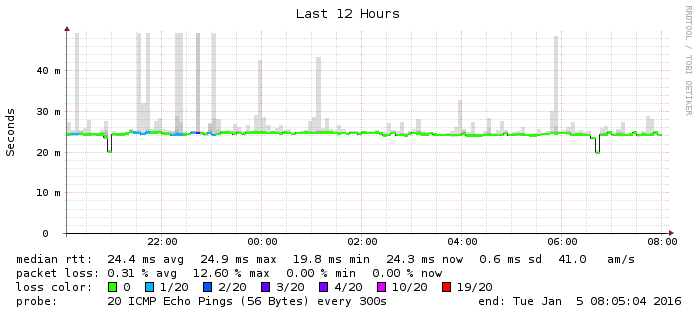 Last 12 Hours
RRDTOOL / TOBI OETIKER
Seconds
40 m
30 m
20 m
10 m
0
22:00 00:00 02:00 04:00 06:00 08:00
median rtt: 24.4 ms avg 24.9 ms max 19.8 ms min 24.3 ms now 0.6 ms sd 41.0 am/s
packet loss: 0.31 % avg 12.60 % max 0.00 % min 0.00 % now
loss color: 0 1/20 2/20 3/20 4/20 10/20 19/20
probe: 20 ICMP Echo Pings (56 Bytes) every 300s end: Tue Jan 5 08:05:04 2016